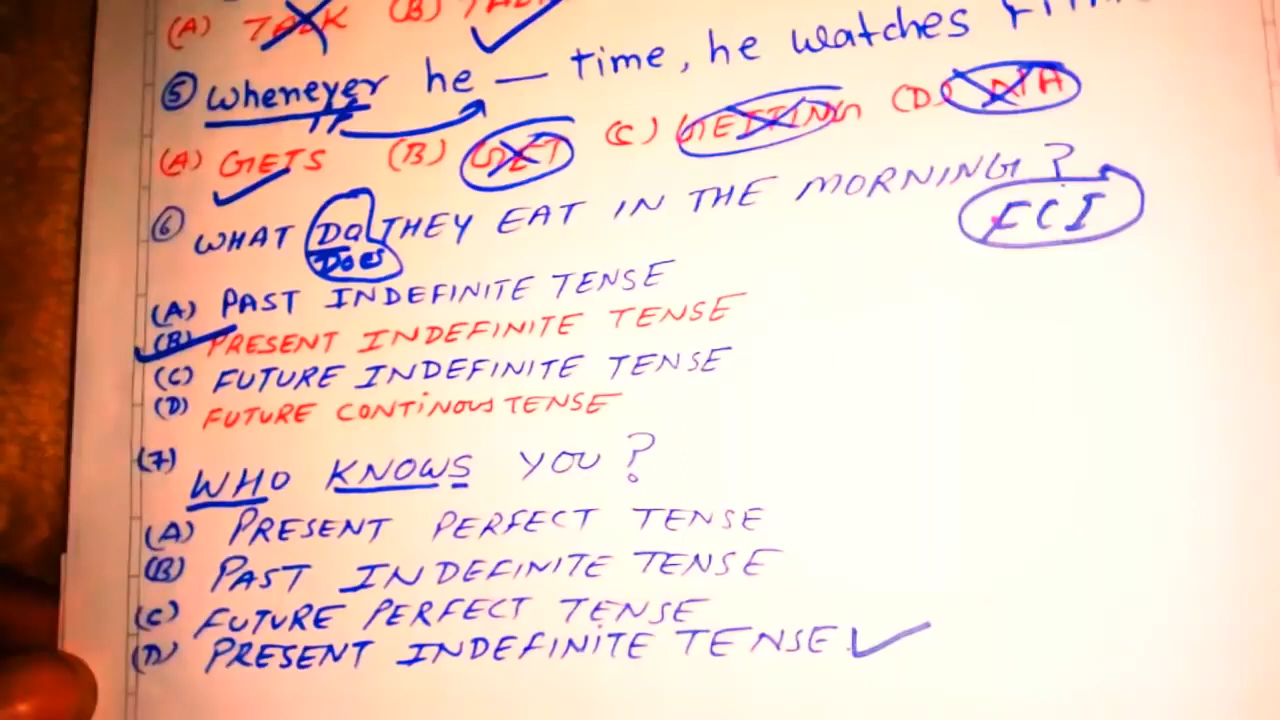 (A) TALK (B)
(5) Whenever he — time, he watches
(A) GETS (B) GET (C) GETTING (D) N/A
(6) WHAT Do THEY EAT IN THE MORNING?
Does
FCI
(A) PAST INDEFINITE TENSE
(B) PRESENT INDEFINITE TENSE
(C) FUTURE INDEFINITE TENSE
(D) FUTURE CONTINOUS TENSE
(7) WHO KNOWS YOU?
(A) PRESENT PERFECT TENSE
(B) PAST INDEFINITE TENSE
(C) FUTURE PERFECT TENSE
(D) PRESENT INDEFINITE TENSE